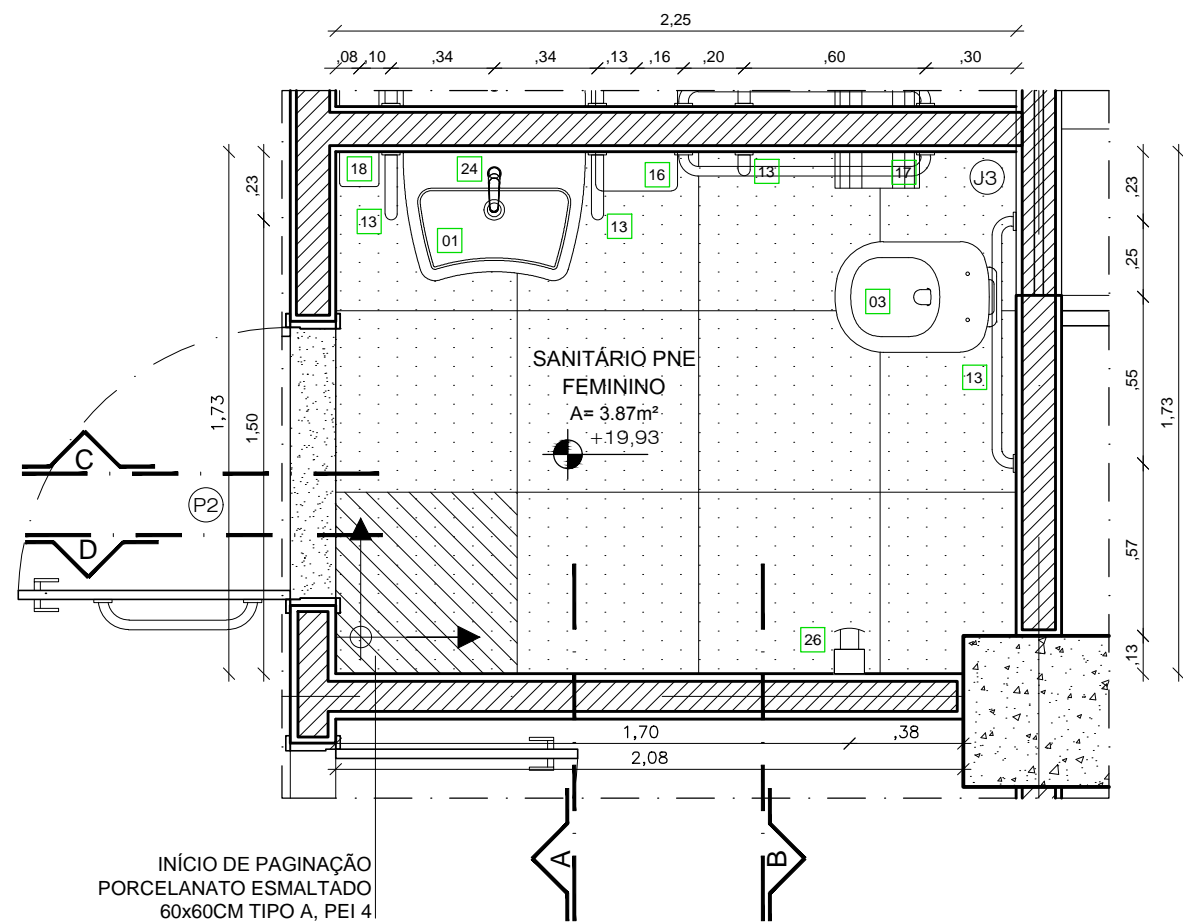 2,25
,08 ,10 ,34 ,34 ,13 ,16 ,20 ,60 ,30
18 24 16 13 17 J3
13 01 13
,23 ,23
,25
03
SANITÁRIO PNE
FEMININO
A= 3.87m²
+19,93
13
,55
1,73 1,50 1,73
C
P2
D
,57
26
,13
1,70 ,38
2,08
A B
INÍCIO DE PAGINAÇÃO
PORCELANATO ESMALTADO
60x60CM TIPO A, PEI 4